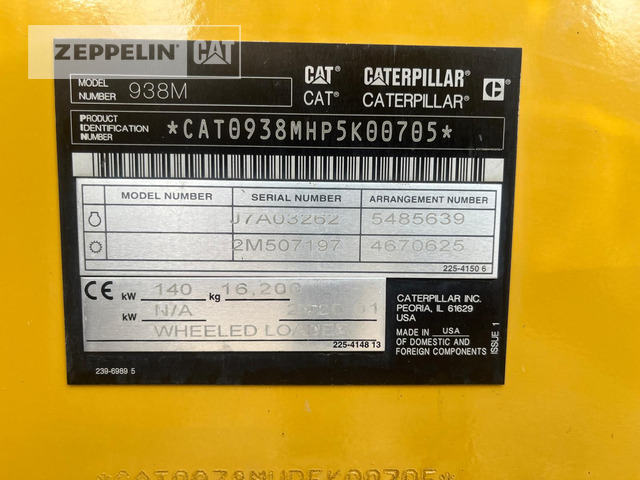 ZEPPELIN CAT
MODEL NUMBER 938M
CAT CATERPILLAR C
CAT® CATERPILLAR®
PRODUCT IDENTIFICATION NUMBER *CAT0938MHP5K00705*
MODEL NUMBER SERIAL NUMBER ARRANGEMENT NUMBER
J7A03262 5485639
2M507197 4670625
225-4150 6
CE kW 140 kg 16,200
kW N/A
WHEELED LOADER
225-4148 13
CATERPILLAR INC.
PEORIA, IL 61629
USA
MADE IN USA
OF DOMESTIC AND
FOREIGN COMPONENTS
ISSUE 1
239-6989 5
*CAT0938MHP5K00705*